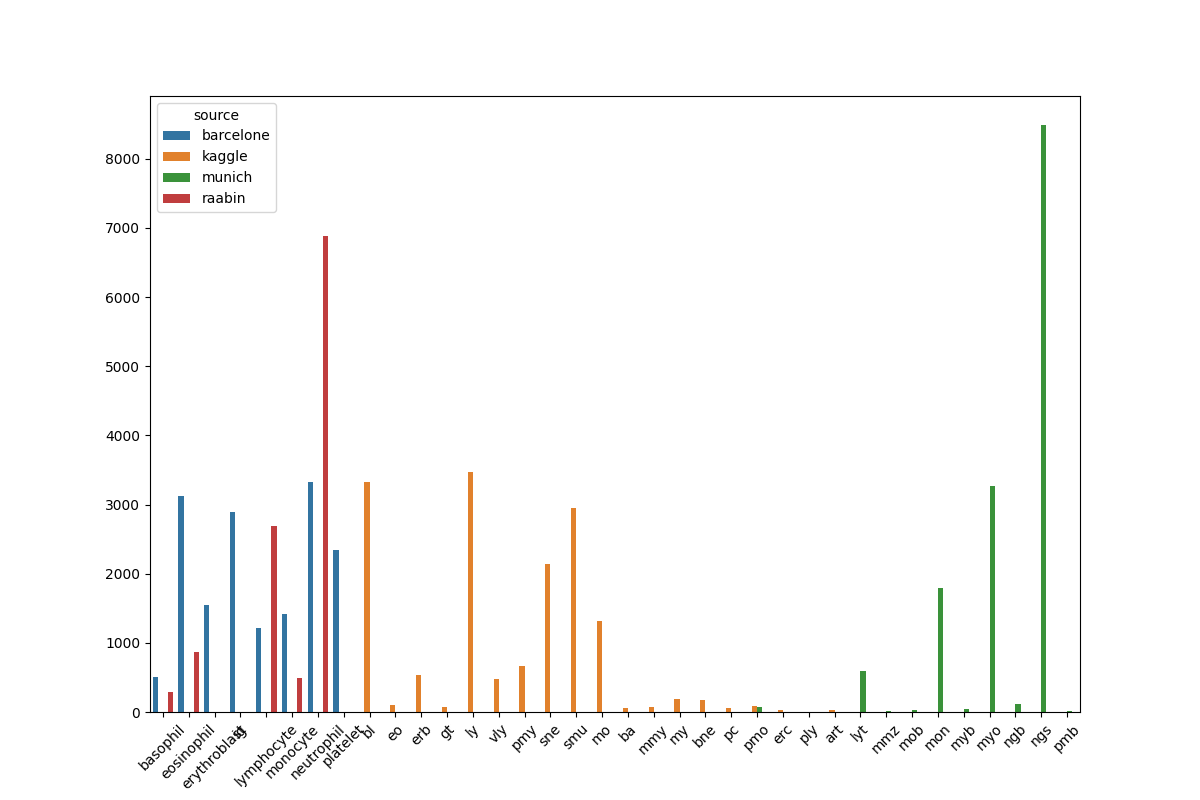 source
barcelone
kaggle
munich
raabin
8000
7000
6000
5000
4000
3000
2000
1000
0
basophil
eosinophil
erythroblast
ig
lymphocyte
monocyte
neutrophil
platelet
bl
eo
erb
gt
ly
vly
pmy
sne
smu
mo
ba
mmy
my
bne
pc
pmo
erc
ply
art
lyt
mmz
mob
mon
myb
myo
ngb
ngs
pmb